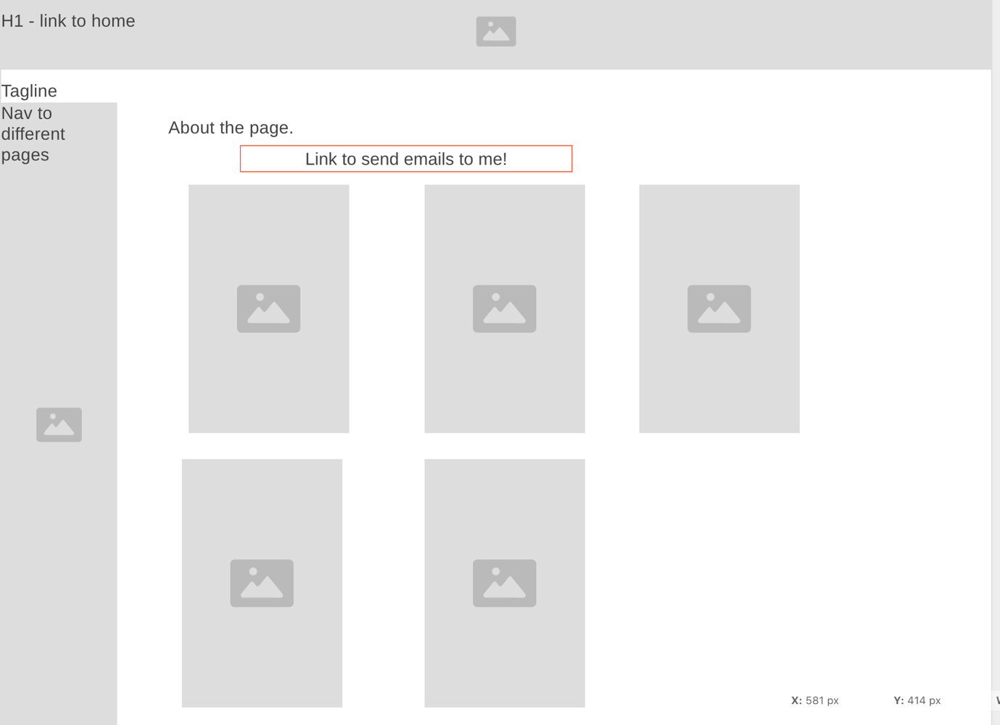 H1 - link to home
Tagline
Nav to
different
pages
About the page.
Link to send emails to me!
X: 581 px Y: 414 px